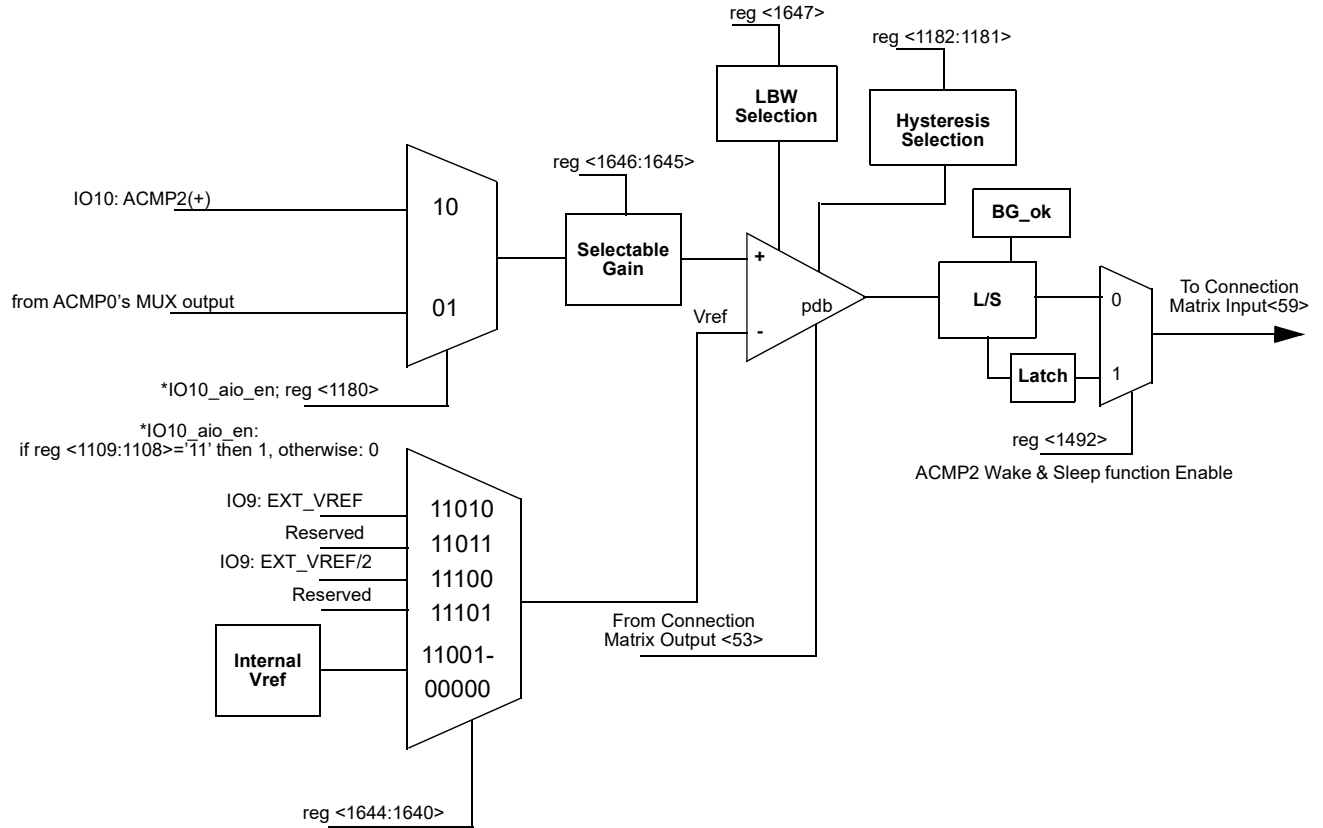 reg <1647>
reg <1182:1181>
LBW
Selection
Hysteresis
Selection
reg <1646:1645>
IO10: ACMP2(+)
10
Selectable
Gain
BG_ok
+
from ACMP0's MUX output
01
L/S
0
To Connection
Matrix Input<59>
Vref
pdb
-
Latch
1
*IO10_aio_en; reg <1180>
*IO10_aio_en:
if reg <1109:1108>='11' then 1, otherwise: 0
reg <1492>
ACMP2 Wake & Sleep function Enable
IO9: EXT_VREF
11010
Reserved
11011
IO9: EXT_VREF/2
11100
Reserved
11101
From Connection
Matrix Output <53>
Internal
Vref
11001-
00000
reg <1644:1640>